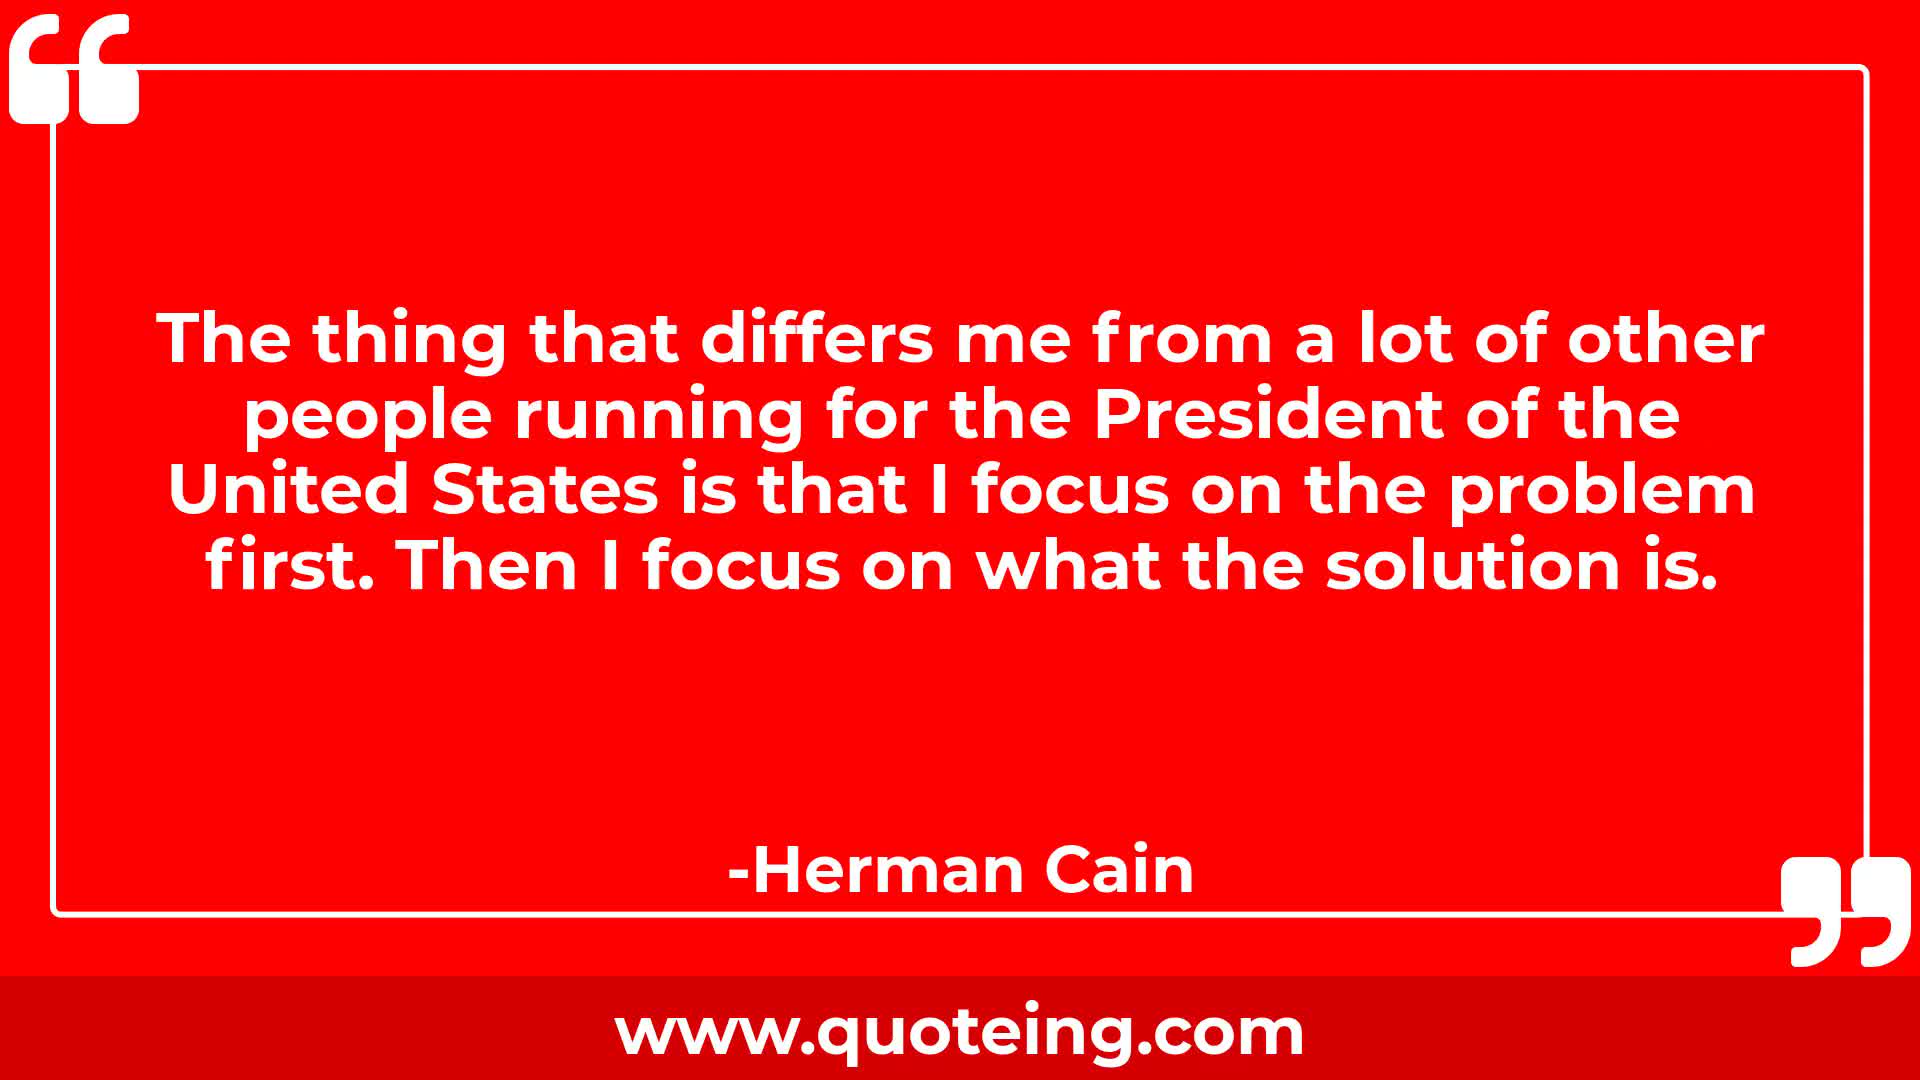 The thing that differs me from a lot of other
people running for the President of the
United States is that I focus on the problem
first. Then I focus on what the solution is.
-Herman Cain
www.quoteing.com